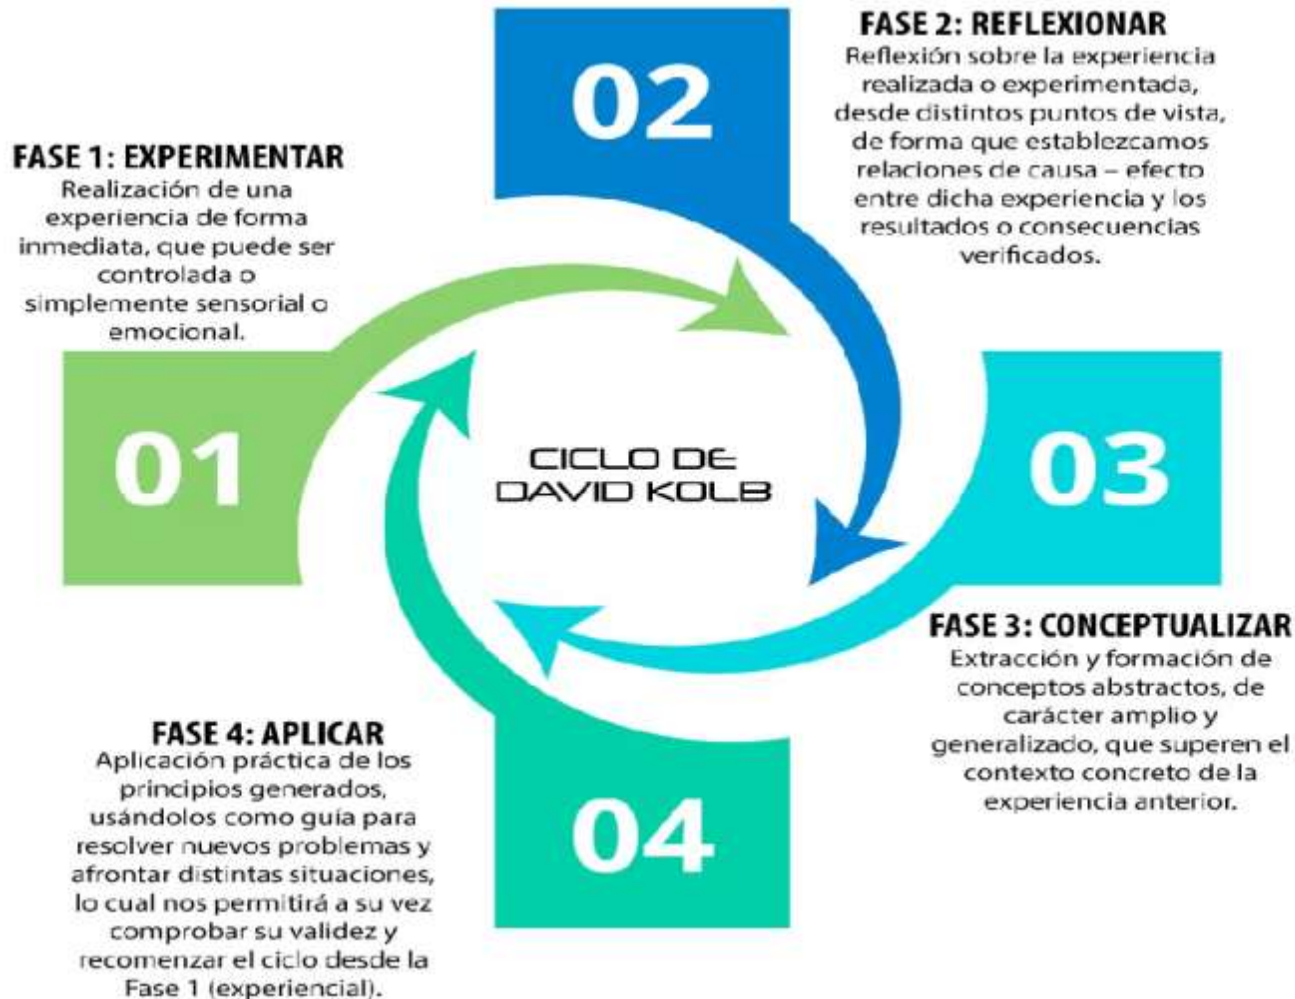 FASE 1: EXPERIMENTAR
Realización de una
experiencia de forma
inmediata, que puede ser
controlada o
simplemente sensorial o
emocional.
01
02
FASE 2: REFLEXIONAR
Reflexión sobre la experiencia
realizada o experimentada,
desde distintos puntos de vista,
de forma que establezcamos
relaciones de causa – efecto
entre dicha experiencia y los
resultados o consecuencias
verificados.
CICLO DE
DAVID KOLB
03
FASE 3: CONCEPTUALIZAR
Extracción y formación de
conceptos abstractos, de
carácter amplio y
generalizado, que superen el
contexto concreto de la
experiencia anterior.
FASE 4: APLICAR
Aplicación práctica de los
principios generados,
usándolos como guía para
resolver nuevos problemas y
afrontar distintas situaciones,
lo cual nos permitirá a su vez
comprobar su validez y
recomenzar el ciclo desde la
Fase 1 (experiencial).
04